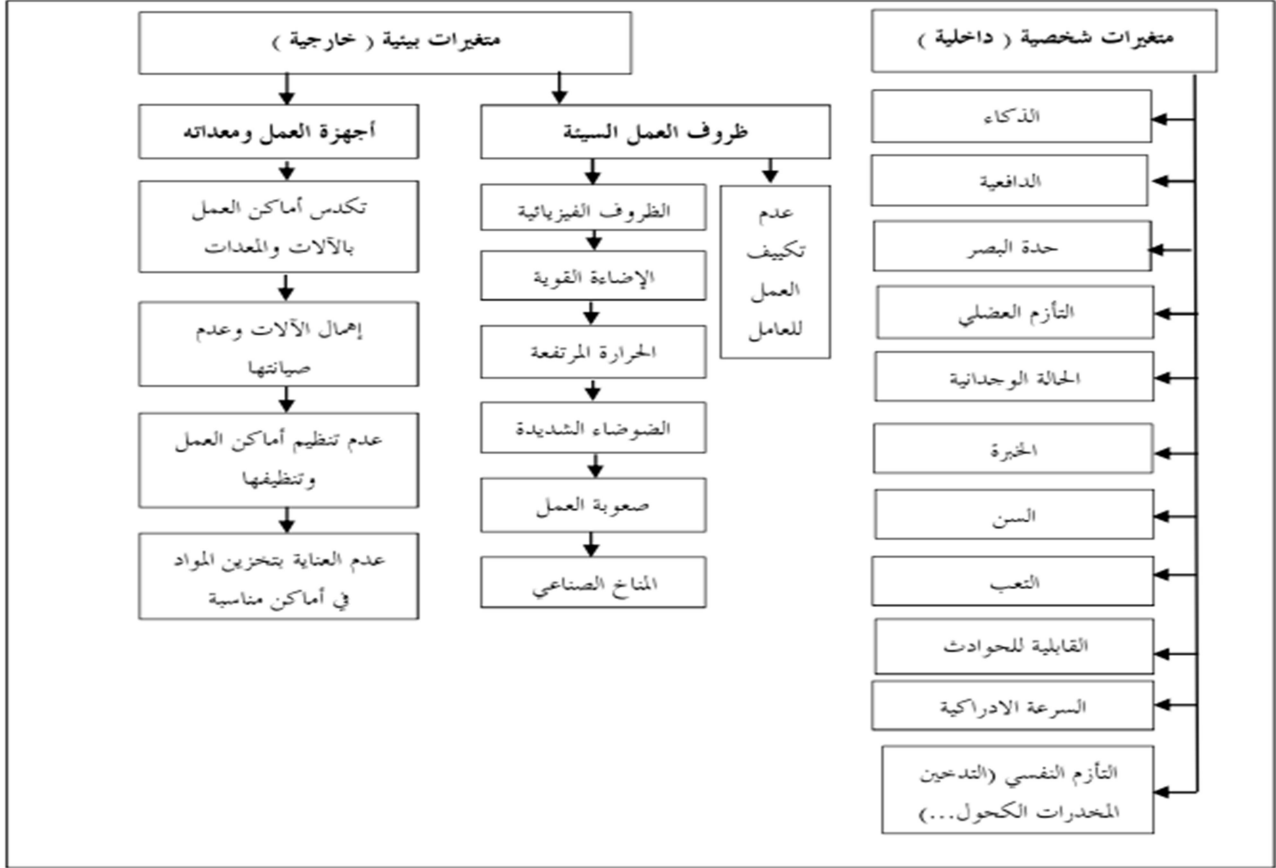 متغيرات شخصية ( داخلية )
الذكاء
الدافعية
حدة البصر
التأزم العضلي
الحالة الوجدانية
الخبرة
السن
التعب
القابلية للحوادث
السرعة الادراكية
التأزم النفسي (التدخين
المخدرات الكحول...)
متغيرات بيئية ( خارجية )
ظروف العمل السيئة
عدم
تكييف
العمل
للعامل
الظروف الفيزيائية
الإضاءة القوية
الحرارة المرتفعة
الضوضاء الشديدة
صعوبة العمل
المناخ الصناعي
أجهزة العمل ومعداته
تكدس أماكن العمل
بالآلات والمعدات
إهمال الآلات وعدم
صيانتها
عدم تنظيم أماكن العمل
وتنظيفها
عدم العناية بتخزين المواد
في أماكن مناسبة